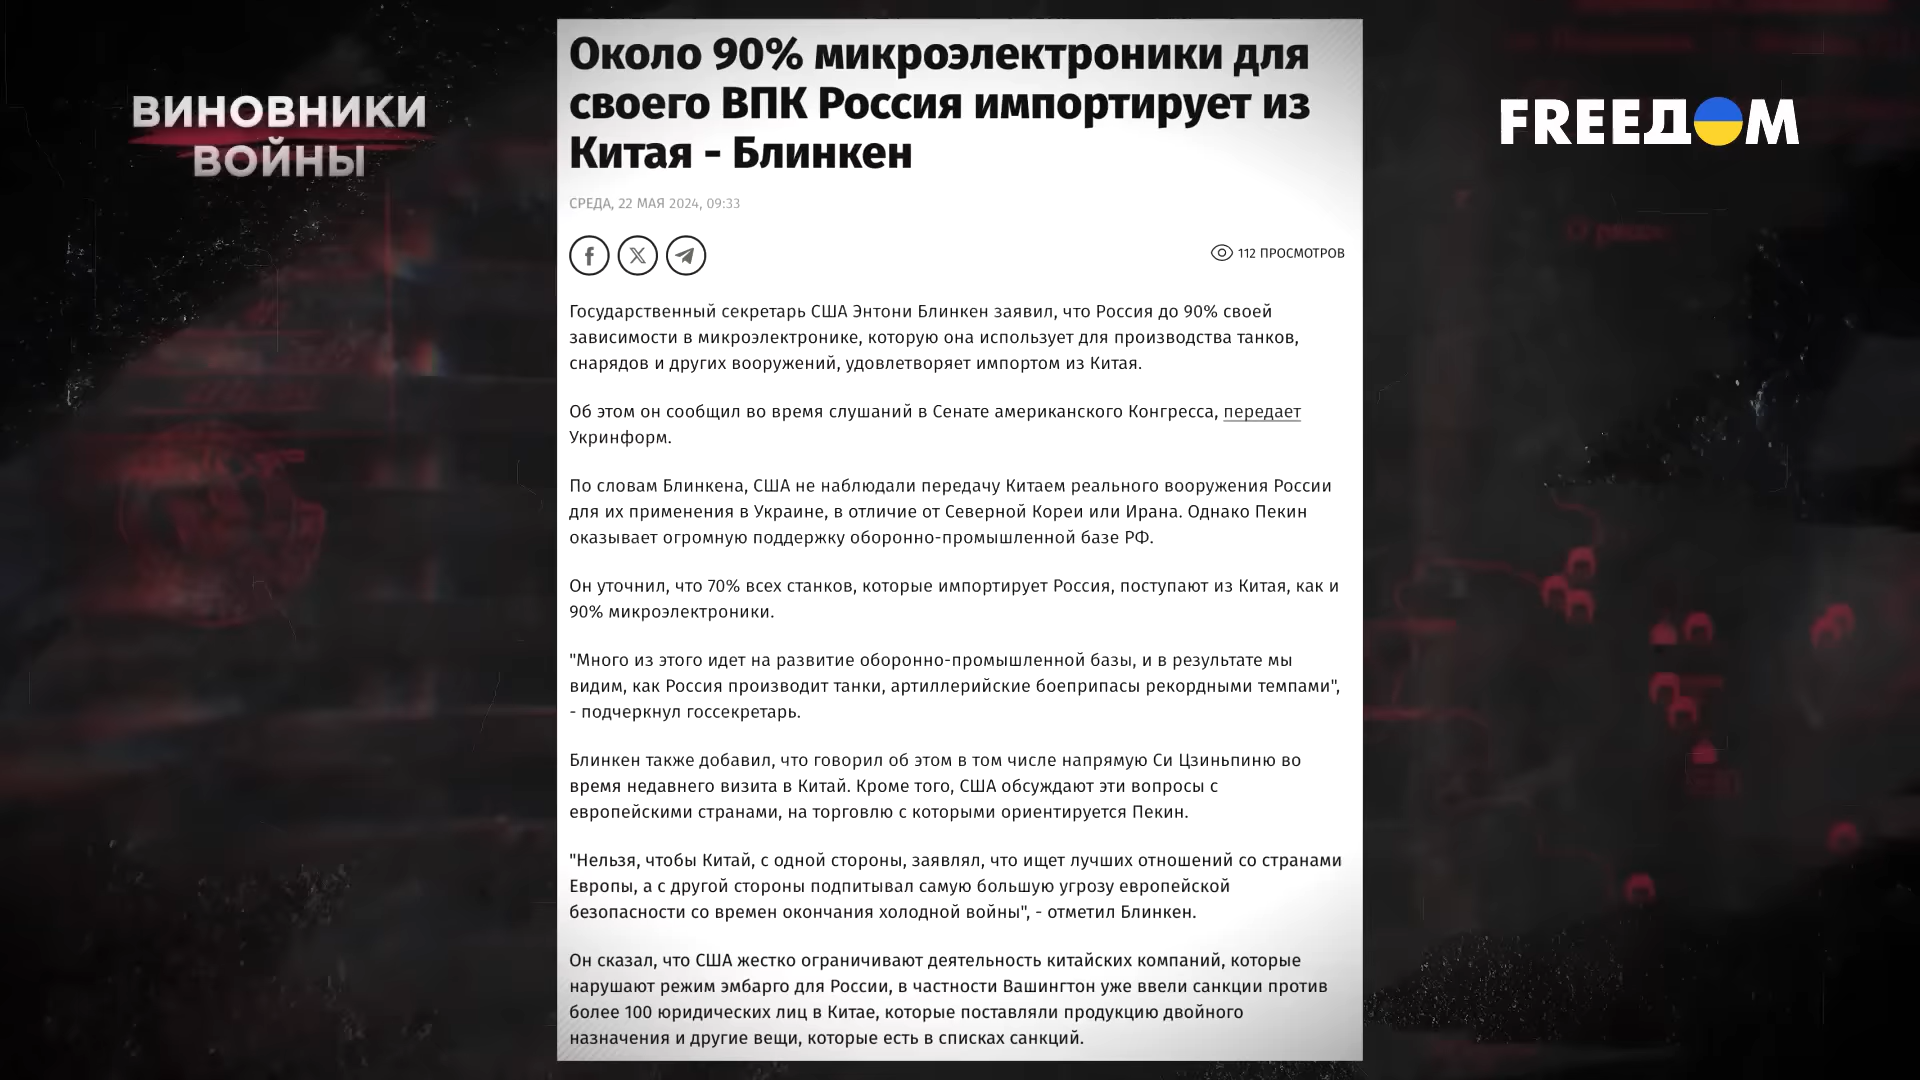 ВИНОВНИКИ
ВОЙНЫ
FREEДOM
Около 90% микроэлектроники для
своего ВПК Россия импортирует из
Китая - Блинкен
СРЕДА, 22 МАЯ 2024, 09:33
112 ПРОСМОТРОВ
Государственный секретарь США Энтони Блинкен заявил, что Россия до 90% своей
зависимости в микроэлектронике, которую она использует для производства танков,
снарядов и других вооружений, удовлетворяет импортом из Китая.
Об этом он сообщил во время слушаний в Сенате американского Конгресса, передает
Укринформ.
По словам Блинкена, США не наблюдали передачу Китаем реального вооружения России
для их применения в Украине, в отличие от Северной Кореи или Ирана. Однако Пекин
оказывает огромную поддержку оборонно-промышленной базе РФ.
Он уточнил, что 70% всех станков, которые импортирует Россия, поступают из Китая, как и
90% микроэлектроники.
"Много из этого идет на развитие оборонно-промышленной базы, и в результате мы
видим, как Россия производит танки, артиллерийские боеприпасы рекордными темпами",
- подчеркнул госсекретарь.
Блинкен также добавил, что говорил об этом в том числе напрямую Си Цзиньпиню во
время недавнего визита в Китай. Кроме того, США обсуждают эти вопросы с
европейскими странами, на торговлю с которыми ориентируется Пекин.
"Нельзя, чтобы Китай, с одной стороны, заявлял, что ищет лучших отношений со странами
Европы, а с другой стороны подпитывал самую большую угрозу европейской
безопасности со времен окончания холодной войны", - отметил Блинкен.
Он сказал, что США жестко ограничивают деятельность китайских компаний, которые
нарушают режим эмбарго для России, в частности Вашингтон уже ввели санкции против
более 100 юридических лиц в Китае, которые поставляли продукцию двойного
назначения и другие вещи, которые есть в списках санкций.